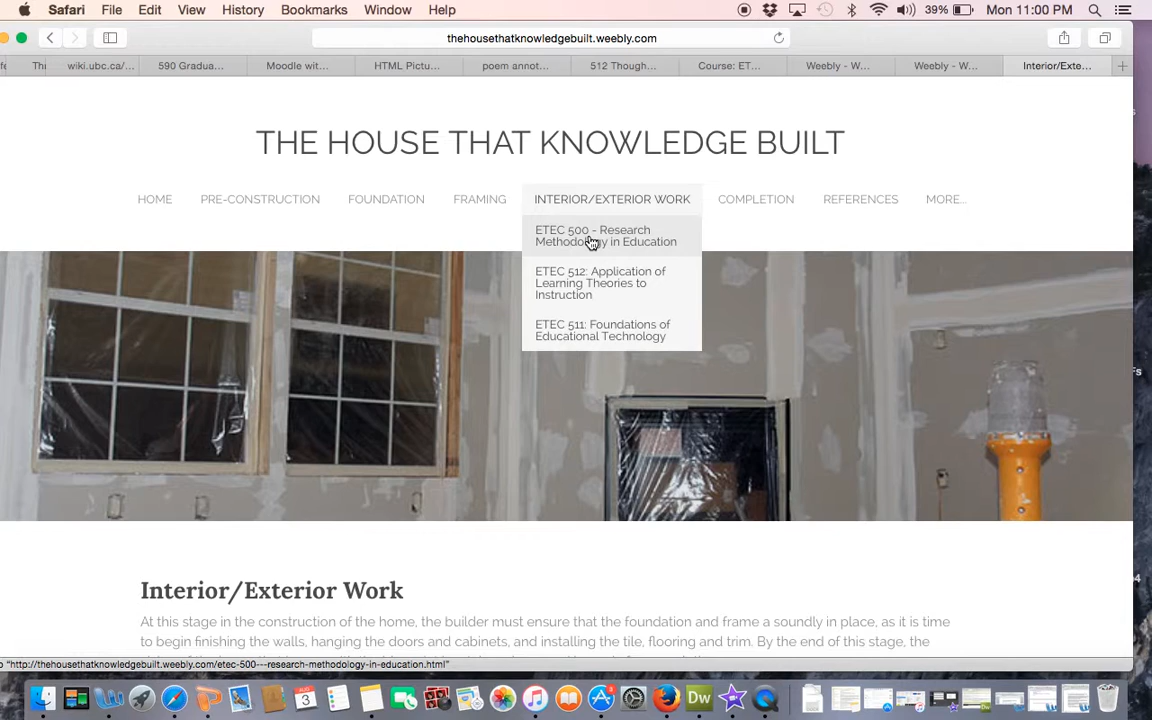 Safari File Edit View History Bookmarks Window Help 39% Mon 11:00 PM
thehousethatknowledgebuilt.weebly.com
wiki.ubc.ca/... 590 Gradua... Moodle wit... HTML Pictu... poem annot... 512 Though... Course: ET... Weebly - W... Weebly - W... Interior/Exte...
THE HOUSE THAT KNOWLEDGE BUILT
HOME PRE-CONSTRUCTION FOUNDATION FRAMING INTERIOR/EXTERIOR WORK COMPLETION REFERENCES MORE...
ETEC 500 - Research
Methodology in Education
ETEC 512: Application of
Learning Theories to
Instruction
ETEC 511: Foundations of
Educational Technology
Interior/Exterior Work
At this stage in the construction of the home, the builder must ensure that the foundation and frame a soundly in place, as it is time
to begin finishing the walls, hanging the doors and cabinets, and installing the tile, flooring and trim. By the end of this stage, the
"http://thehousethatknowledgebuilt.weebly.com/etec-500---research-methodology-in-education.html"